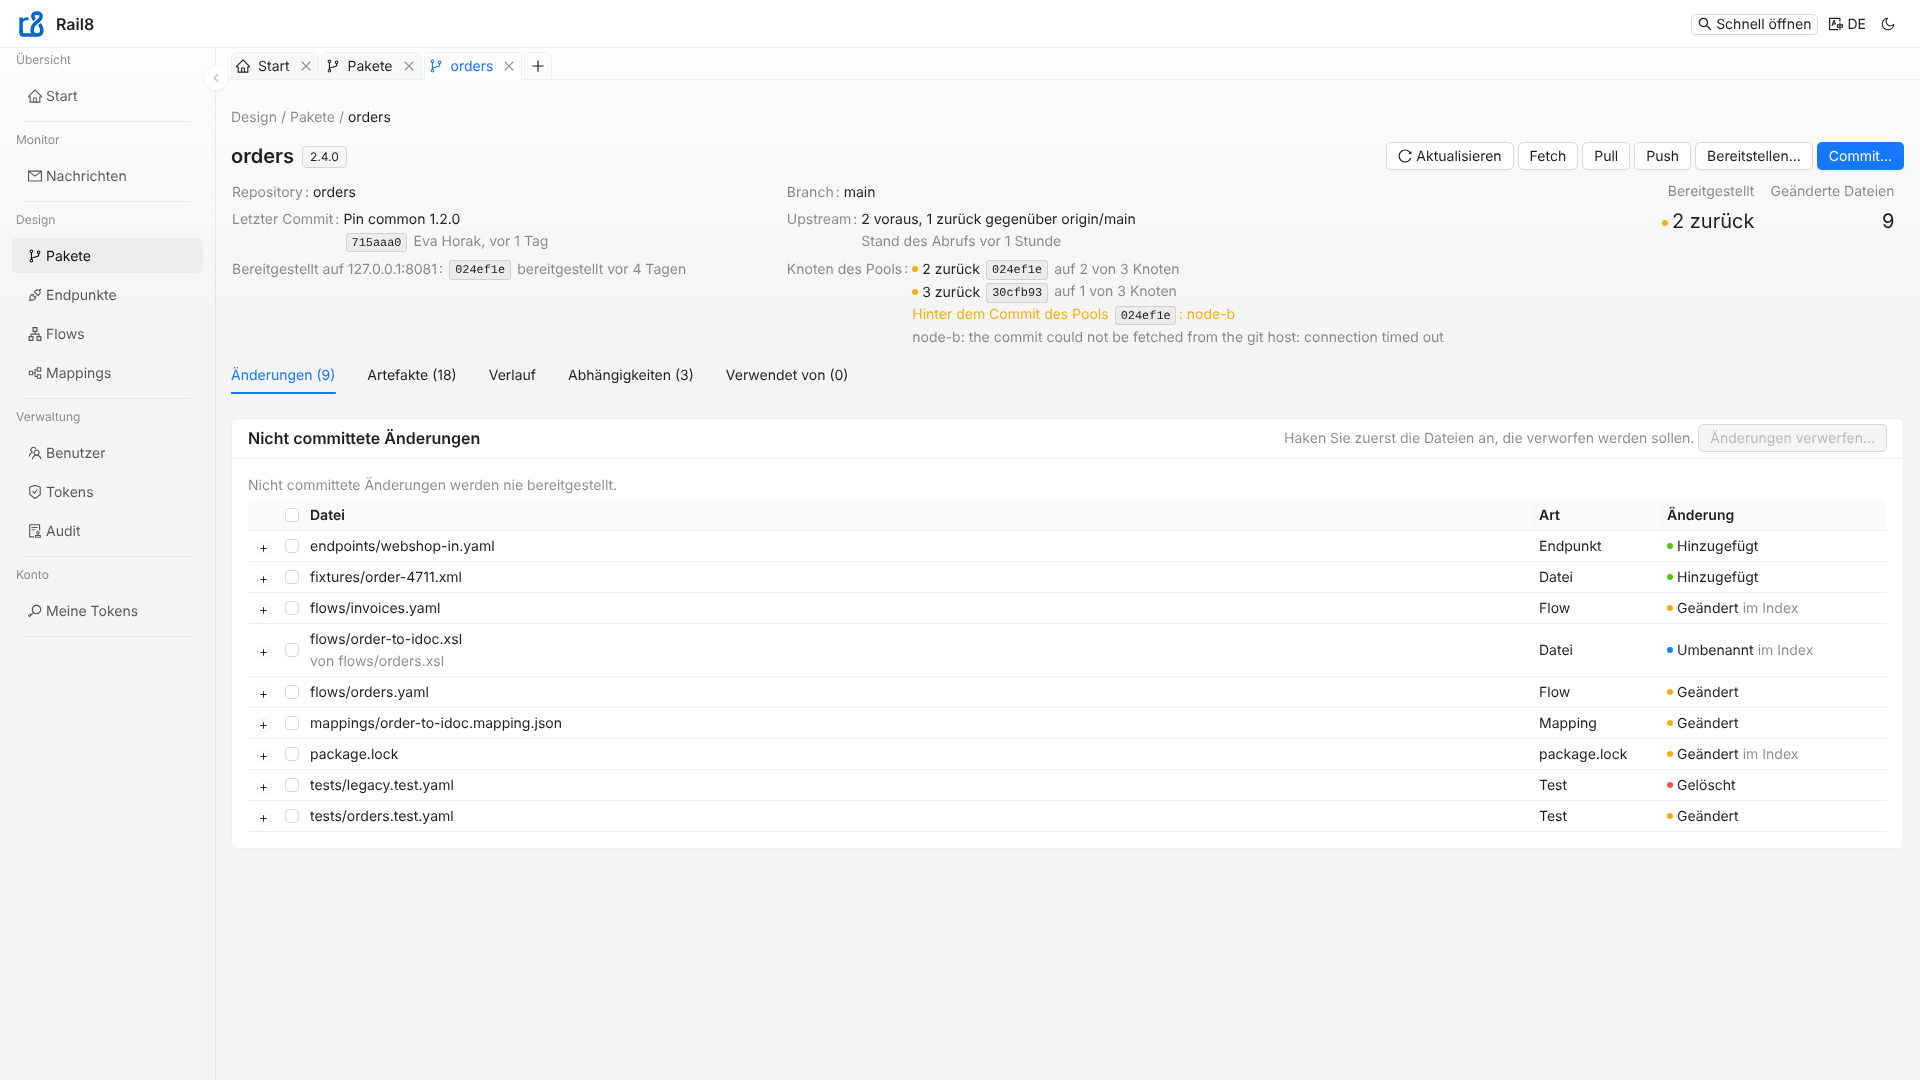 Rail8
Schnell öffnen
DE
Übersicht
Start
Monitor
Nachrichten
Design
Pakete
Endpunkte
Flows
Mappings
Verwaltung
Benutzer
Tokens
Audit
Konto
Meine Tokens
Start
Pakete
orders
Design / Pakete / orders
orders 2.4.0
Aktualisieren
Fetch
Pull
Push
Bereitstellen...
Commit...
Repository: orders
Branch: main
Bereitgestellt
2 zurück
Geänderte Dateien
9
Letzter Commit: Pin common 1.2.0
715aaa0 Eva Horak, vor 1 Tag
Upstream: 2 voraus, 1 zurück gegenüber origin/main
Stand des Abrufs vor 1 Stunde
Bereitgestellt auf 127.0.0.1:8081: 024ef1e bereitgestellt vor 4 Tagen
Knoten des Pools: 2 zurück 024ef1e auf 2 von 3 Knoten
3 zurück 30cfb93 auf 1 von 3 Knoten
Hinter dem Commit des Pools 024ef1e : node-b
node-b: the commit could not be fetched from the git host: connection timed out
Änderungen (9)
Artefakte (18)
Verlauf
Abhängigkeiten (3)
Verwendet von (0)
Nicht committete Änderungen
Haken Sie zuerst die Dateien an, die verworfen werden sollen.
Änderungen verwerfen...
Nicht committete Änderungen werden nie bereitgestellt.
Datei Art Änderung
endpoints/webshop-in.yaml Endpunkt Hinzugefügt
fixtures/order-4711.xml Datei Hinzugefügt
flows/invoices.yaml Flow Geändert im Index
flows/order-to-idoc.xsl
von flows/orders.xsl
Datei Umbenannt im Index
flows/orders.yaml Flow Geändert
mappings/order-to-idoc.mapping.json Mapping Geändert
package.lock package.lock Geändert im Index
tests/legacy.test.yaml Test Gelöscht
tests/orders.test.yaml Test Geändert